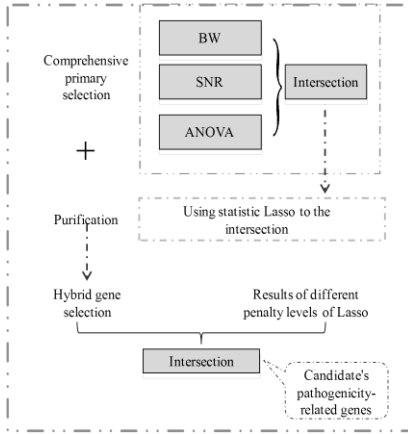 BW
Comprehensive
primary
selection
SNR
Intersection
ANOVA
+
Purification
Using statistic Lasso to the
intersection
Hybrid gene
selection
Results of different
penalty levels of Lasso
Intersection
Candidate's
pathogenicity-
related genes